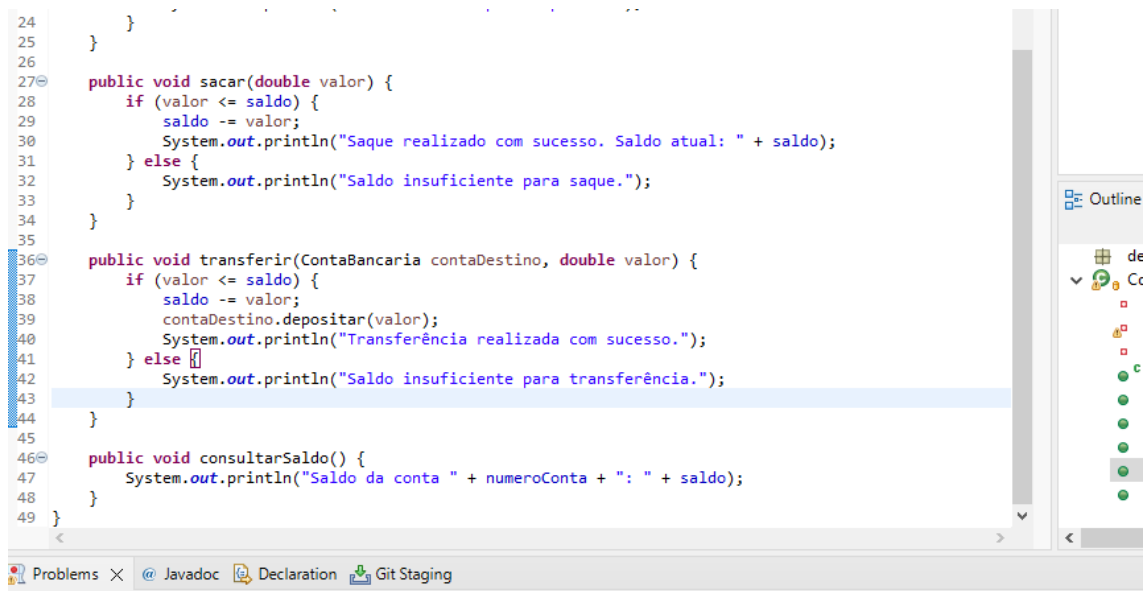 24 }
25 }
26
27 public void sacar(double valor) {
28 if (valor <= saldo) {
29 saldo -= valor;
30 System.out.println("Saque realizado com sucesso. Saldo atual: " + saldo);
31 } else {
32 System.out.println("Saldo insuficiente para saque.");
33 }
34 }
35
36 public void transferir(ContaBancaria contaDestino, double valor) {
37 if (valor <= saldo) {
38 saldo -= valor;
39 contaDestino.depositar(valor);
40 System.out.println("Transferência realizada com sucesso.");
41 } else {
42 System.out.println("Saldo insuficiente para transferência.");
43 }
44 }
45
46 public void consultarSaldo() {
47 System.out.println("Saldo da conta " + numeroConta + ": " + saldo);
48 }
49 }
Outline
de
Co
Problems @ Javadoc Declaration Git Staging